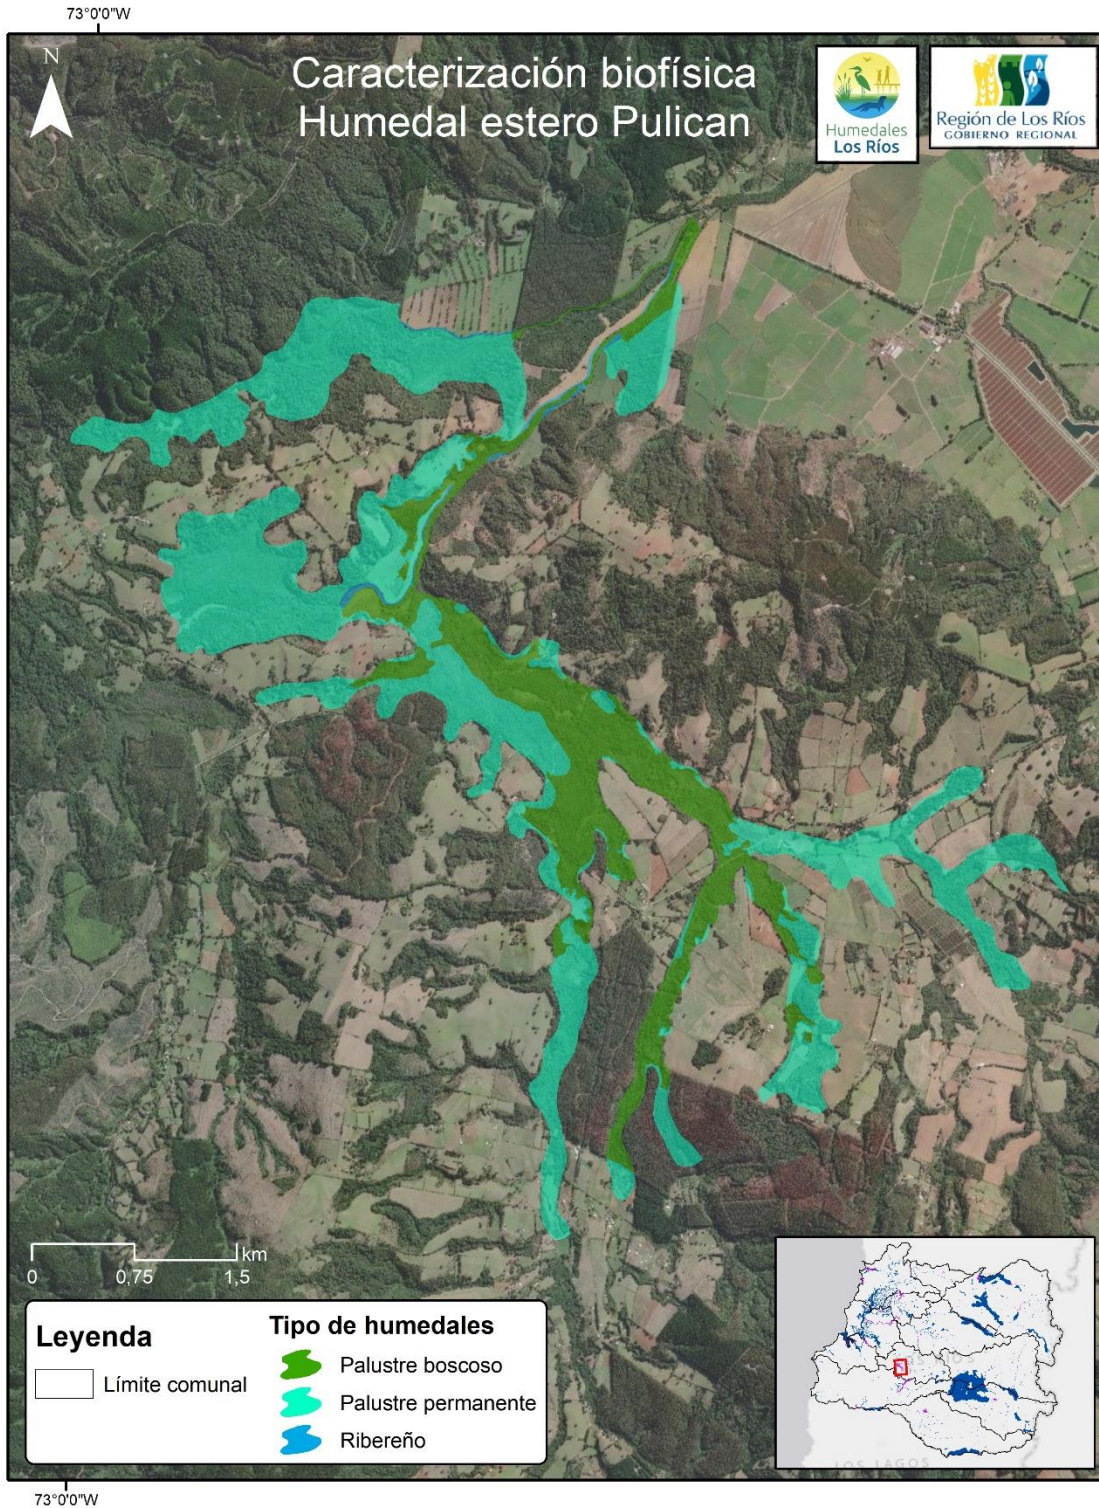 73°0'0"W
N
Caracterización biofísica
Humedal estero Pulican
Humedales
Los Ríos
Región de Los Ríos
GOBIERNO REGIONAL
km
0 0,75 1,5
Leyenda
Límite comunal
Tipo de humedales
Palustre boscoso
Palustre permanente
Ribereño
LOS LAGOS
73°0'0"W